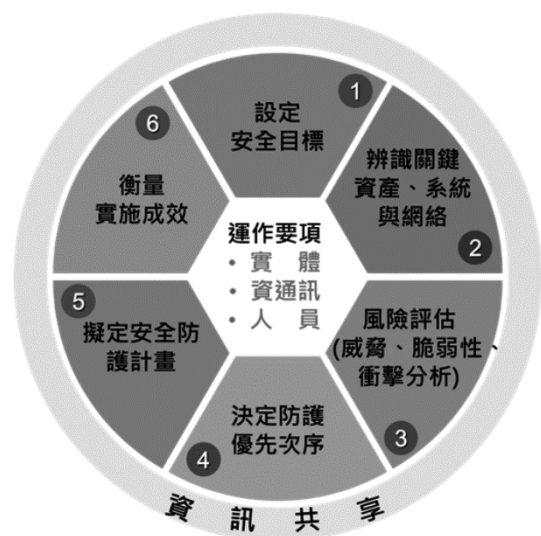 1
設定
安全目標
辨識關鍵
資產、系統
與網絡
2
風險評估
(威脅、脆弱性、
衝擊分析)
3
決定防護
優先次序
4
5
擬定安全防
護計畫
6
衡量
實施成效
運作要項
• 實 體
• 資通訊
• 人 員
資 訊 共 享